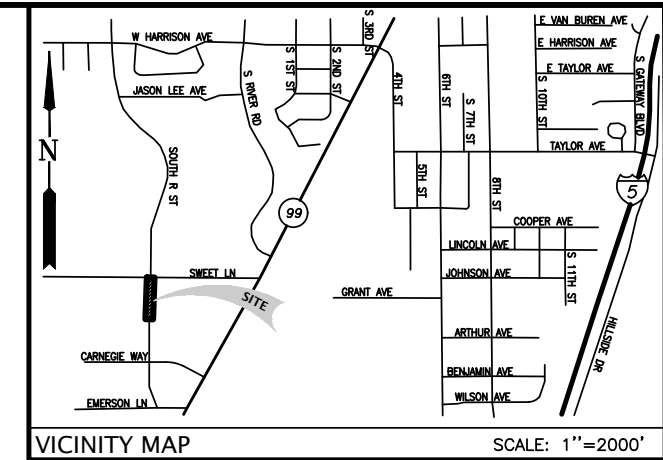 W HARRISON AVE
S 3RD ST
E VAN BUREN AVE
E HARRISON AVE
S 1ST ST
S 2ND ST
S GATEWAY BLVD
E TAYLOR AVE
S RIVER RD
4TH ST
6TH ST
S 10TH ST
JASON LEE AVE
S 7TH ST
N
TAYLOR AVE
SOUTH R ST
5TH ST
8TH ST
5
99
COOPER AVE
LINCOLN AVE
S 11TH ST
SWEET LN
JOHNSON AVE
SITE
GRANT AVE
HILLSIDE DR
ARTHUR AVE
CARNEGIE WAY
BENJAMIN AVE
WILSON AVE
EMERSON LN
VICINITY MAP
SCALE: 1"=2000'